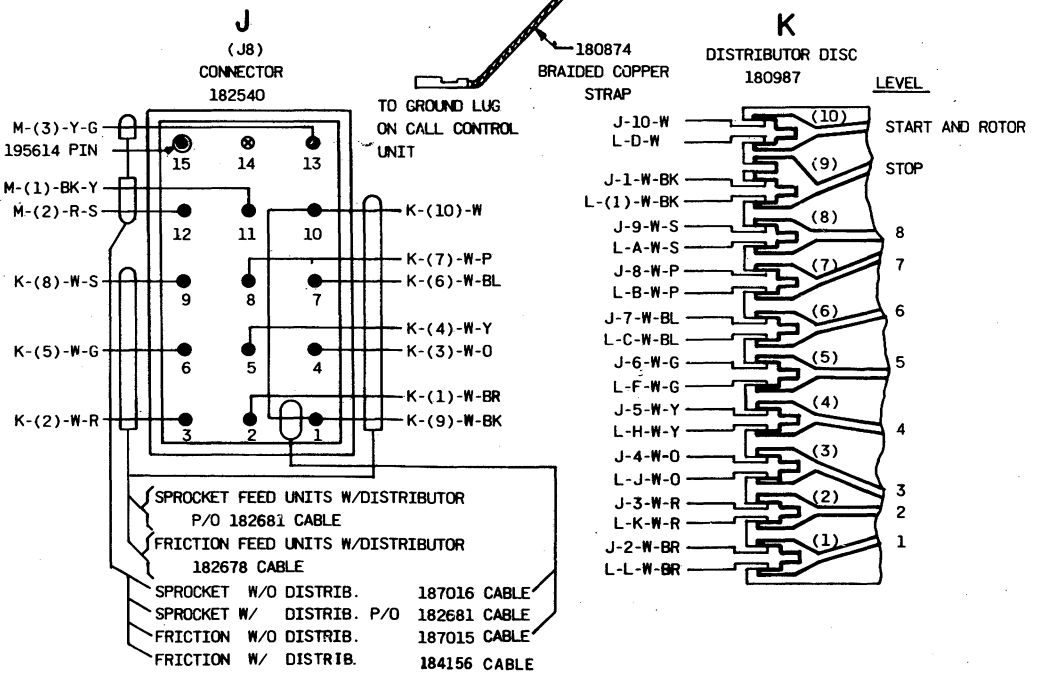 J
(J8)
CONNECTOR
182540
180874
BRAIDED COPPER
STRAP
TO GROUND LUG
ON CALL CONTROL
UNIT
M-(3)-Y-G
195614 PIN
M-(1)-BK-Y
M-(2)-R-S
K-(8)-W-S
K-(5)-W-G
K-(2)-W-R
15 14 13
12 11 10
9 8 7
6 5 4
3 2 1
K-(10)-W
K-(7)-W-P
K-(6)-W-BL
K-(4)-W-Y
K-(3)-W-O
K-(1)-W-BR
K-(9)-W-BK
SPROCKET FEED UNITS W/DISTRIBUTOR
P/O 182681 CABLE
FRICTION FEED UNITS W/DISTRIBUTOR
182678 CABLE
SPROCKET W/O DISTRIB. 187016 CABLE
SPROCKET W/ DISTRIB. P/O 182681 CABLE
FRICTION W/O DISTRIB. 187015 CABLE
FRICTION W/ DISTRIB. 184156 CABLE
K
DISTRIBUTOR DISC
180987
LEVEL
J-10-W
L-D-W
(10)
START AND ROTOR
J-1-W-BK
L-(1)-W-BK
(9)
STOP
J-9-W-S
L-A-W-S
(8)
8
J-8-W-P
L-B-W-P
(7)
7
J-7-W-BL
L-C-W-BL
(6)
6
J-6-W-G
L-F-W-G
(5)
5
J-5-W-Y
L-H-W-Y
(4)
4
J-4-W-O
L-J-W-O
(3)
3
J-3-W-R
L-K-W-R
(2)
2
J-2-W-BR
L-L-W-BR
(1)
1